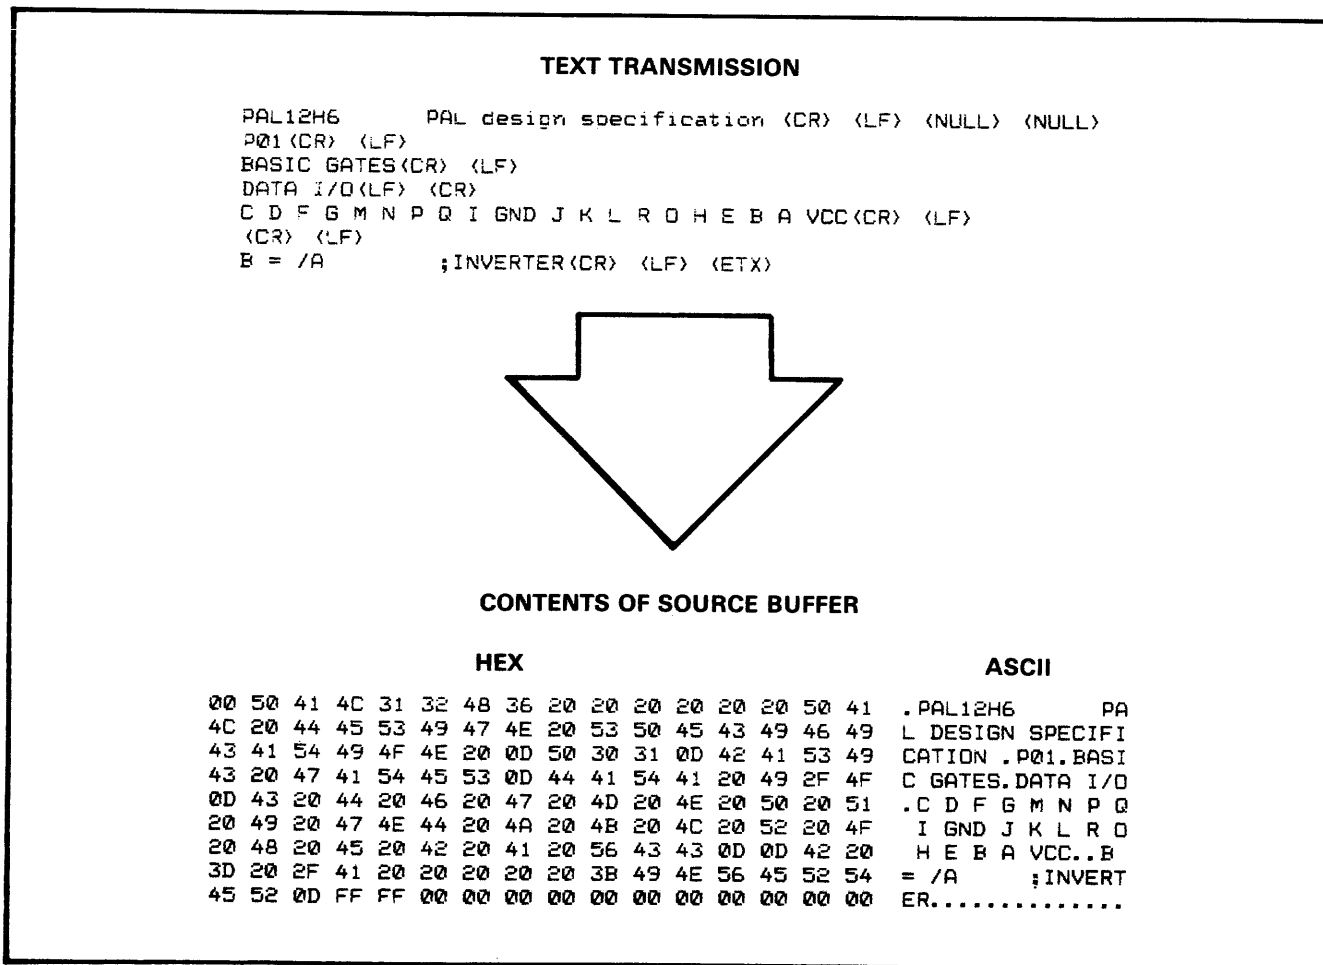 TEXT TRANSMISSION
PAL12H6 PAL design specification <CR> <LF> <NULL> <NULL>
P01<CR> <LF>
BASIC GATES<CR> <LF>
DATA I/O<LF> <CR>
C D F G M N P Q I GND J K L R O H E B A VCC<CR> <LF>
<CR> <LF>
B = /A ;INVERTER<CR> <LF> <ETX>
CONTENTS OF SOURCE BUFFER
HEX ASCII
00 50 41 4C 31 32 48 36 20 20 20 20 20 20 50 41 .PAL12H6 PA
4C 20 44 45 53 49 47 4E 20 53 50 45 43 49 46 49 L DESIGN SPECIFI
43 41 54 49 4F 4E 20 0D 50 30 31 0D 42 41 53 49 CATION .P01.BASI
43 20 47 41 54 45 53 0D 44 41 54 41 20 49 2F 4F C GATES.DATA I/O
0D 43 20 44 20 46 20 47 20 4D 20 4E 20 50 20 51 .C D F G M N P Q
20 49 20 47 4E 44 20 4A 20 4B 20 4C 20 52 20 4F I GND J K L R O
20 48 20 45 20 42 20 41 20 56 43 43 0D 0D 42 20 H E B A VCC..B
3D 20 2F 41 20 20 20 20 20 3B 49 4E 56 45 52 54 = /A ;INVERT
45 52 0D FF FF 00 00 00 00 00 00 00 00 00 00 00 ER..............